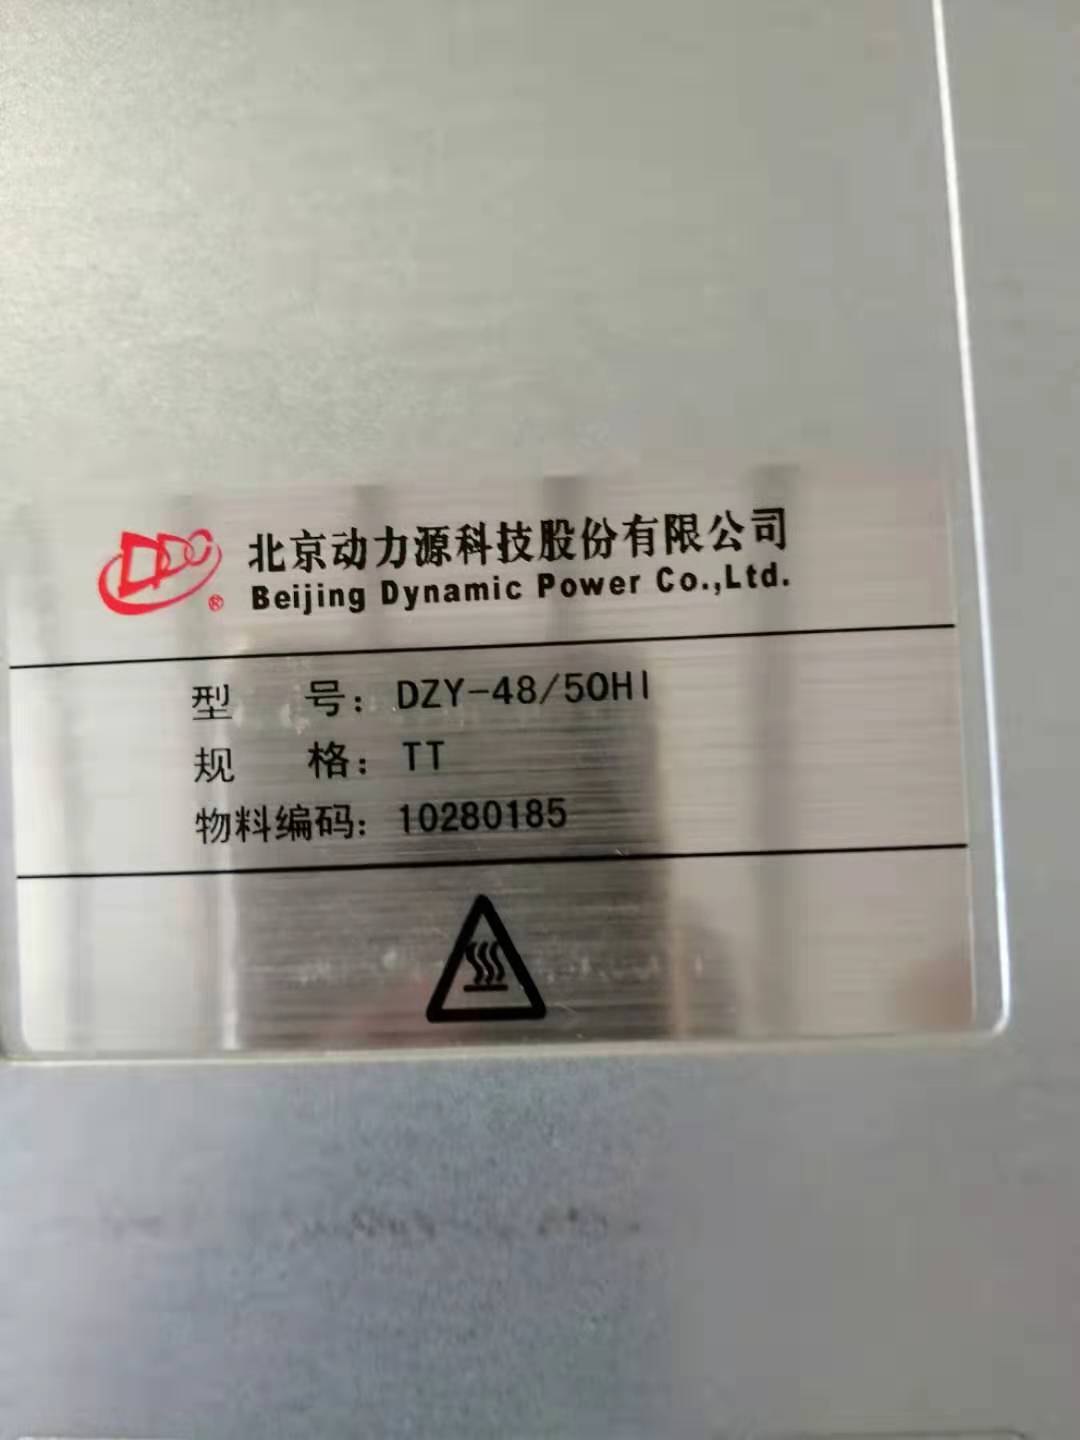 DPC®
北京动力源科技股份有限公司
Beijing Dynamic Power Co.,Ltd.
型 号: DZY-48/50HI
规 格: TT
物料编码: 10280185